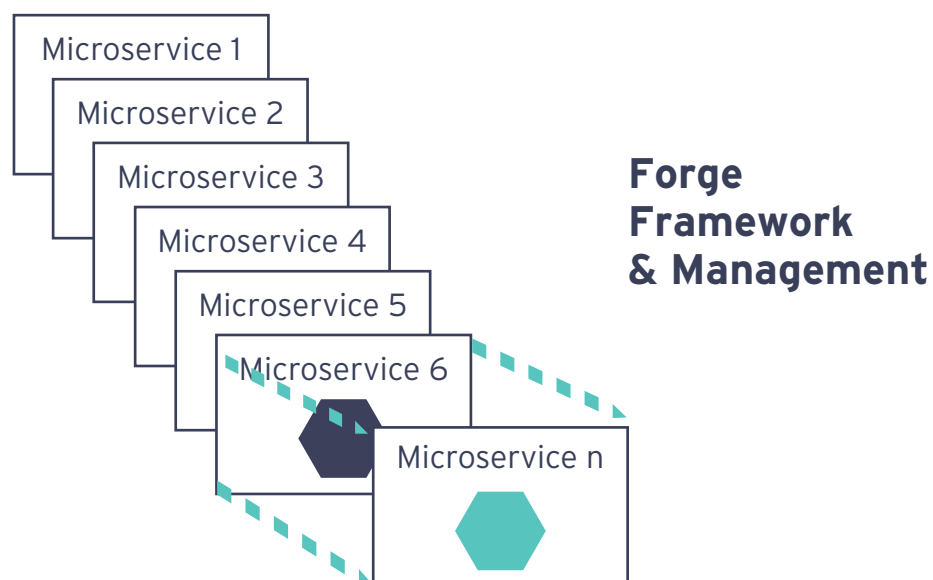 Microservice 1
Microservice 2
Microservice 3
Microservice 4
Microservice 5
Microservice 6
Microservice n
Forge
Framework
& Management